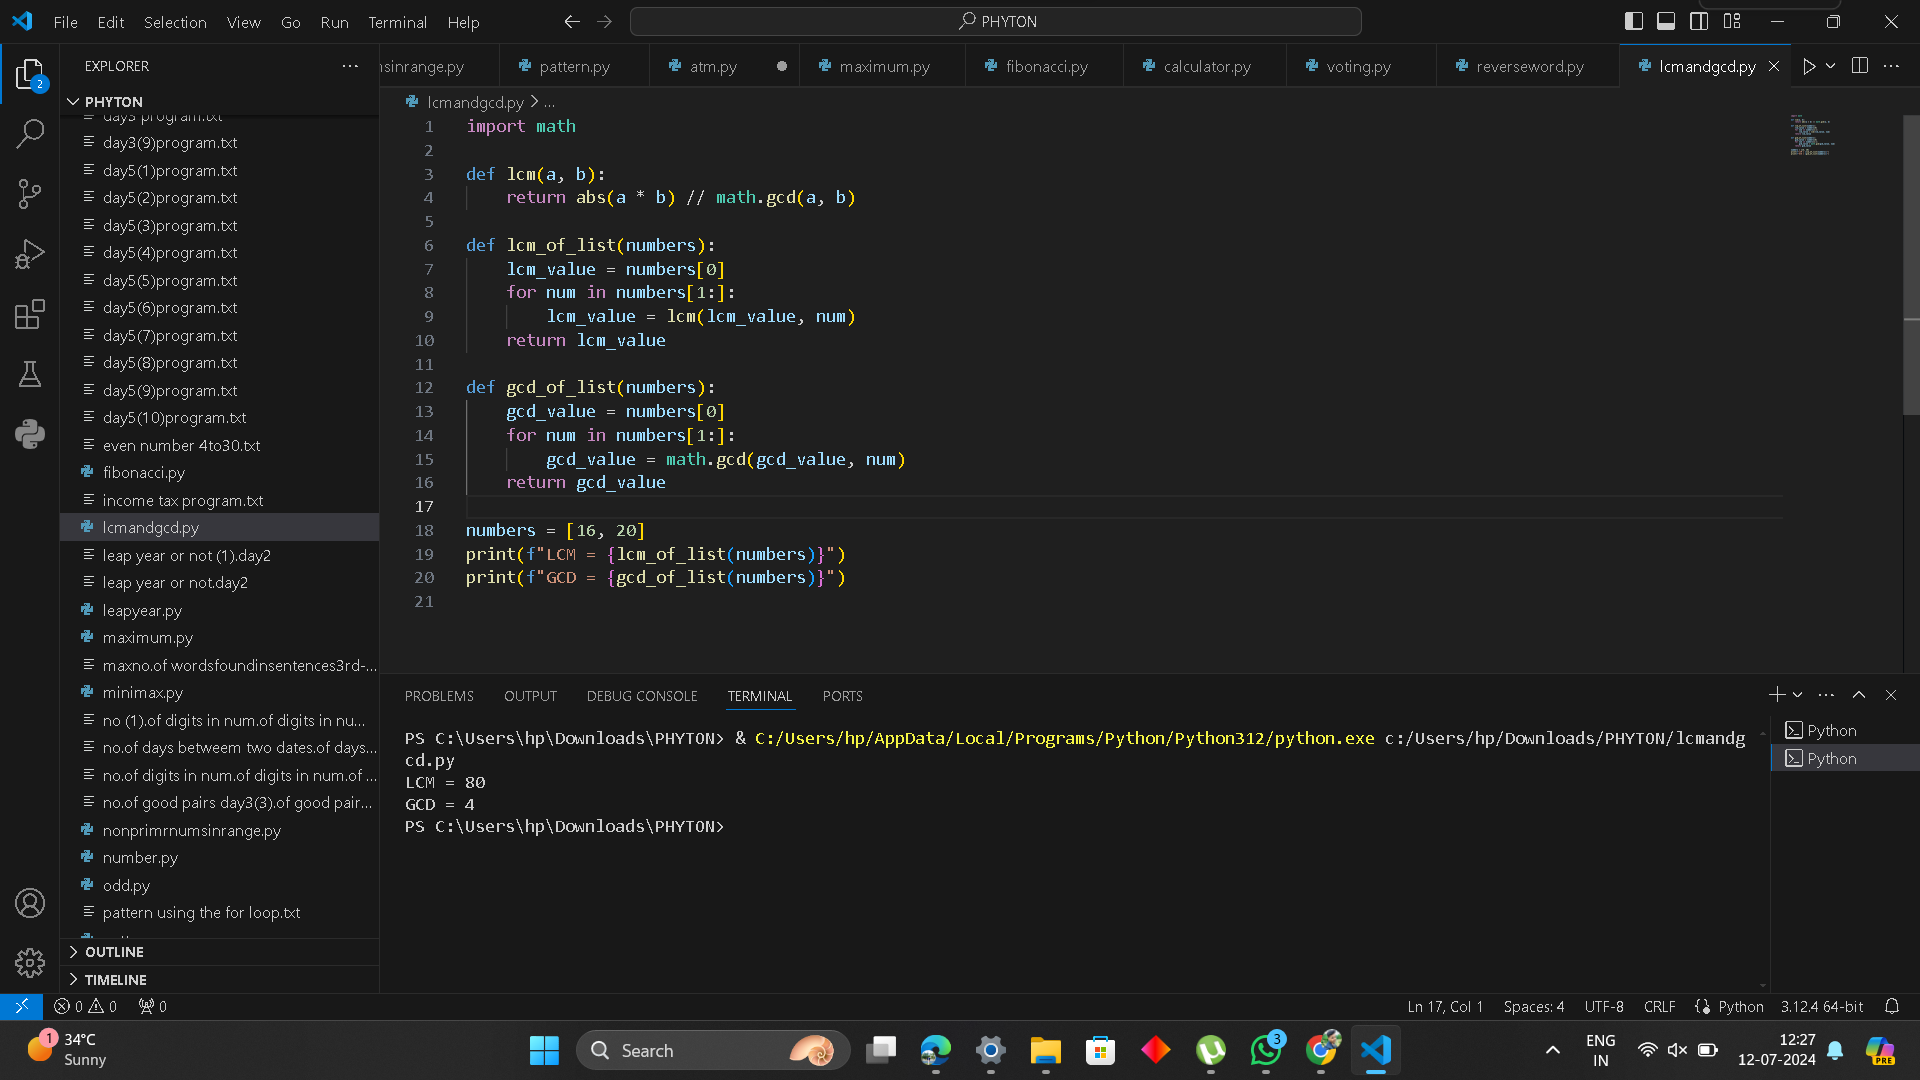 File Edit Selection View Go Run Terminal Help
PHYTON
EXPLORER
2
PHYTON
day3 program.txt
day3(9)program.txt
day5(1)program.txt
day5(2)program.txt
day5(3)program.txt
day5(4)program.txt
day5(5)program.txt
day5(6)program.txt
day5(7)program.txt
day5(8)program.txt
day5(9)program.txt
day5(10)program.txt
even number 4to30.txt
fibonacci.py
income tax program.txt
lcmandgcd.py
leap year or not (1).day2
leap year or not.day2
leapyear.py
maximum.py
maxno.of wordsfoundinsentences3rd-...
minimax.py
no (1).of digits in num.of digits in nu...
no.of days betweem two dates.of days...
no.of digits in num.of digits in num.of ...
no.of good pairs day3(3).of good pair...
nonprimrnumsinrange.py
number.py
odd.py
pattern using the for loop.txt
OUTLINE
TIMELINE
sinrange.py pattern.py atm.py maximum.py fibonacci.py calculator.py voting.py reverseword.py lcmandgcd.py
lcmandgcd.py > ...
1 import math
2
3 def lcm(a, b):
4 return abs(a * b) // math.gcd(a, b)
5
6 def lcm_of_list(numbers):
7 lcm_value = numbers[0]
8 for num in numbers[1:]:
9 lcm_value = lcm(lcm_value, num)
10 return lcm_value
11
12 def gcd_of_list(numbers):
13 gcd_value = numbers[0]
14 for num in numbers[1:]:
15 gcd_value = math.gcd(gcd_value, num)
16 return gcd_value
17
18 numbers = [16, 20]
19 print(f"LCM = {lcm_of_list(numbers)}")
20 print(f"GCD = {gcd_of_list(numbers)}")
21
PROBLEMS OUTPUT DEBUG CONSOLE TERMINAL PORTS
PS C:\Users\hp\Downloads\PHYTON> & C:/Users/hp/AppData/Local/Programs/Python/Python312/python.exe c:/Users/hp/Downloads/PHYTON/lcmandg
cd.py
LCM = 80
GCD = 4
PS C:\Users\hp\Downloads\PHYTON>
Python
Python
0 0 0
Ln 17, Col 1 Spaces: 4 UTF-8 CRLF Python 3.12.4 64-bit
1
34°C
Sunny
Search
3
ENG
IN
12:27
12-07-2024
PRE